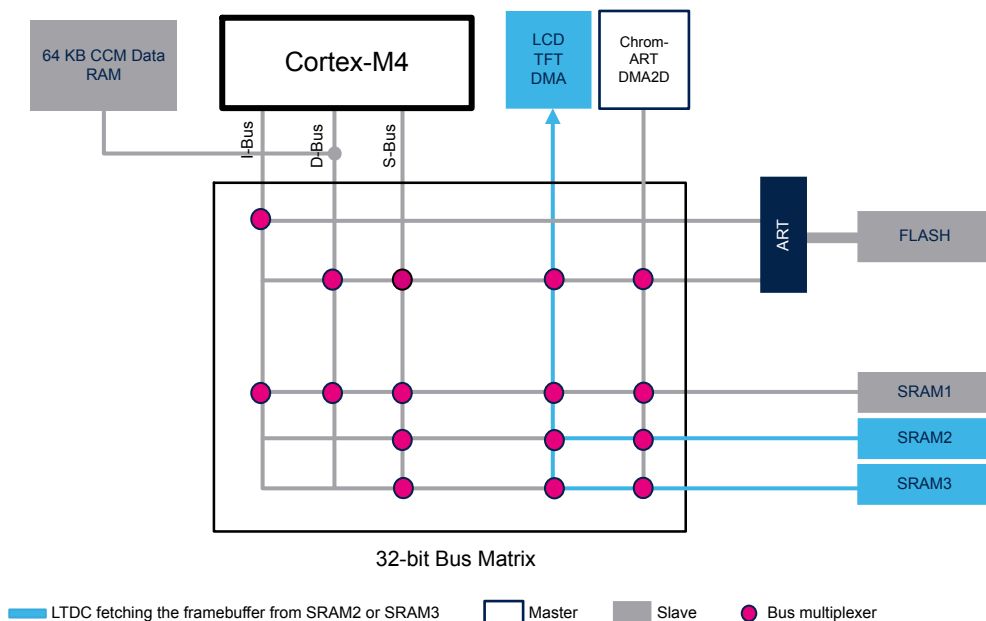 64 KB CCM Data
RAM
Cortex-M4
LCD
TFT
DMA
Chrom-
ART
DMA2D
I-Bus
D-Bus
S-Bus
ART
FLASH
SRAM1
SRAM2
SRAM3
32-bit Bus Matrix
LTDC fetching the framebuffer from SRAM2 or SRAM3
Master
Slave
Bus multiplexer